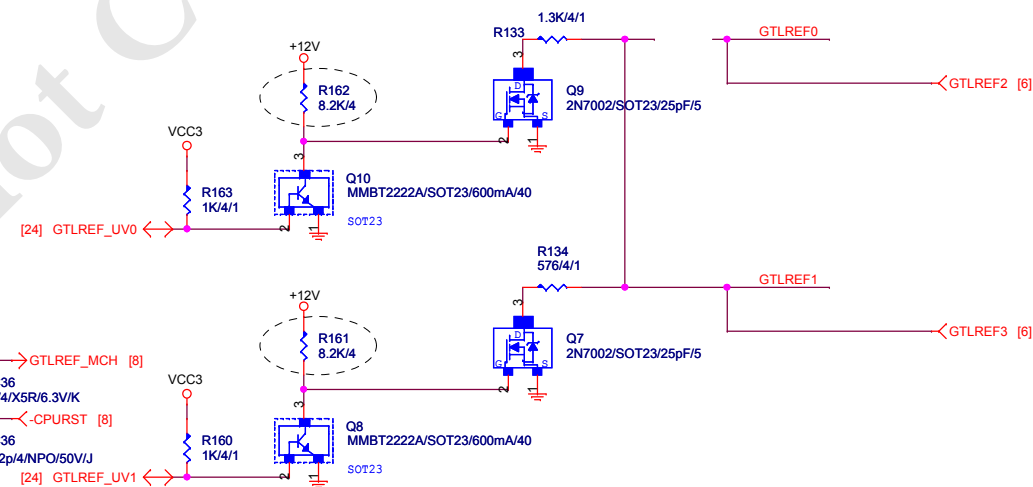 1.3K/4/1
R133
GTLREF0
+12V
3
R162
8.2K/4
D
Q9
2N7002/SOT23/25pF/5
G
S
2
1
GTLREF2 [6]
VCC3
3
R163
1K/4/1
Q10
MMBT2222A/SOT23/600mA/40
SOT23
[24] GTLREF_UV0
2
1
R134
576/4/1
GTLREF1
+12V
3
R161
8.2K/4
D
Q7
2N7002/SOT23/25pF/5
G
S
2
1
GTLREF3 [6]
GTLREF_MCH [8]
36
4/X5R/6.3V/K
VCC3
3
-CPURST [8]
36
2p/4/NPO/50V/J
R160
1K/4/1
Q8
MMBT2222A/SOT23/600mA/40
SOT23
[24] GTLREF_UV1
2
1
ot C